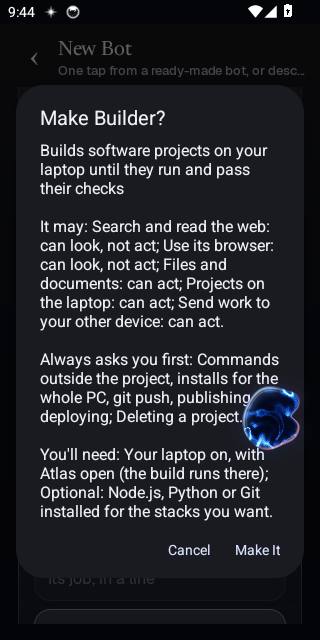 9:44
New Bot
One tap from a ready-made bot, or desc...
Make Builder?
Builds software projects on your
laptop until they run and pass
their checks
It may: Search and read the web:
can look, not act; Use its browser:
can look, not act; Files and
documents: can act; Projects on
the laptop: can act; Send work to
your other device: can act.
Always asks you first: Commands
outside the project, installs for the
whole PC, git push, publishing
deploying; Deleting a project.
You'll need: Your laptop on, with
Atlas open (the build runs there);
Optional: Node.js, Python or Git
installed for the stacks you want.
Cancel Make It
Its job, in a line